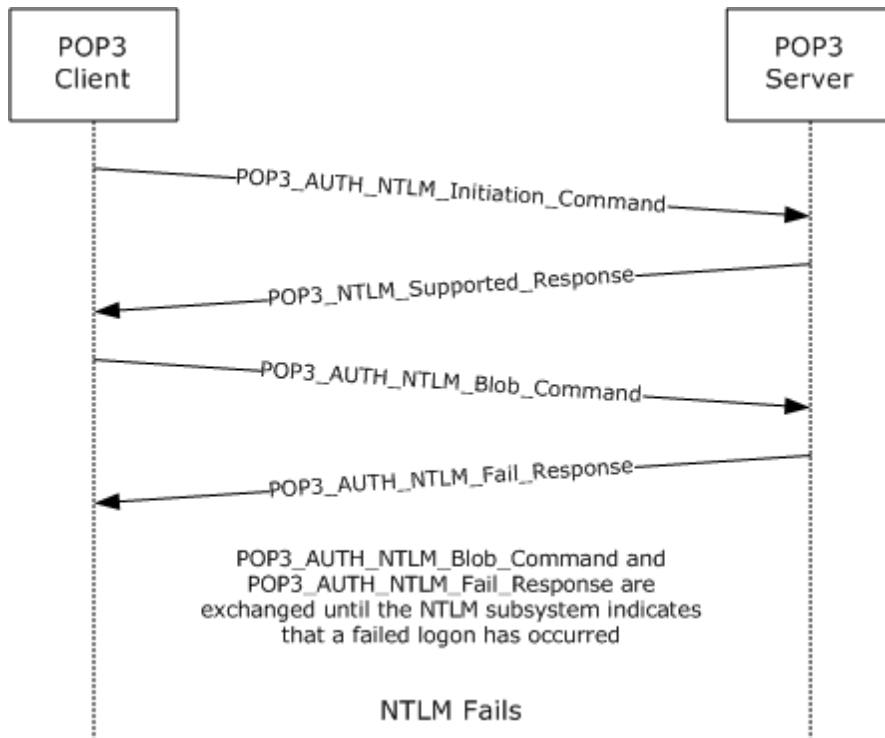 POP3
Client
POP3
Server
POP3_AUTH_NTLM_Initiation_Command
POP3_NTLM_Supported_Response
POP3_AUTH_NTLM_Blob_Command
POP3_AUTH_NTLM_Fail_Response
POP3_AUTH_NTLM_Blob_Command and
POP3_AUTH_NTLM_Fail_Response are
exchanged until the NTLM subsystem indicates
that a failed logon has occurred
NTLM Fails